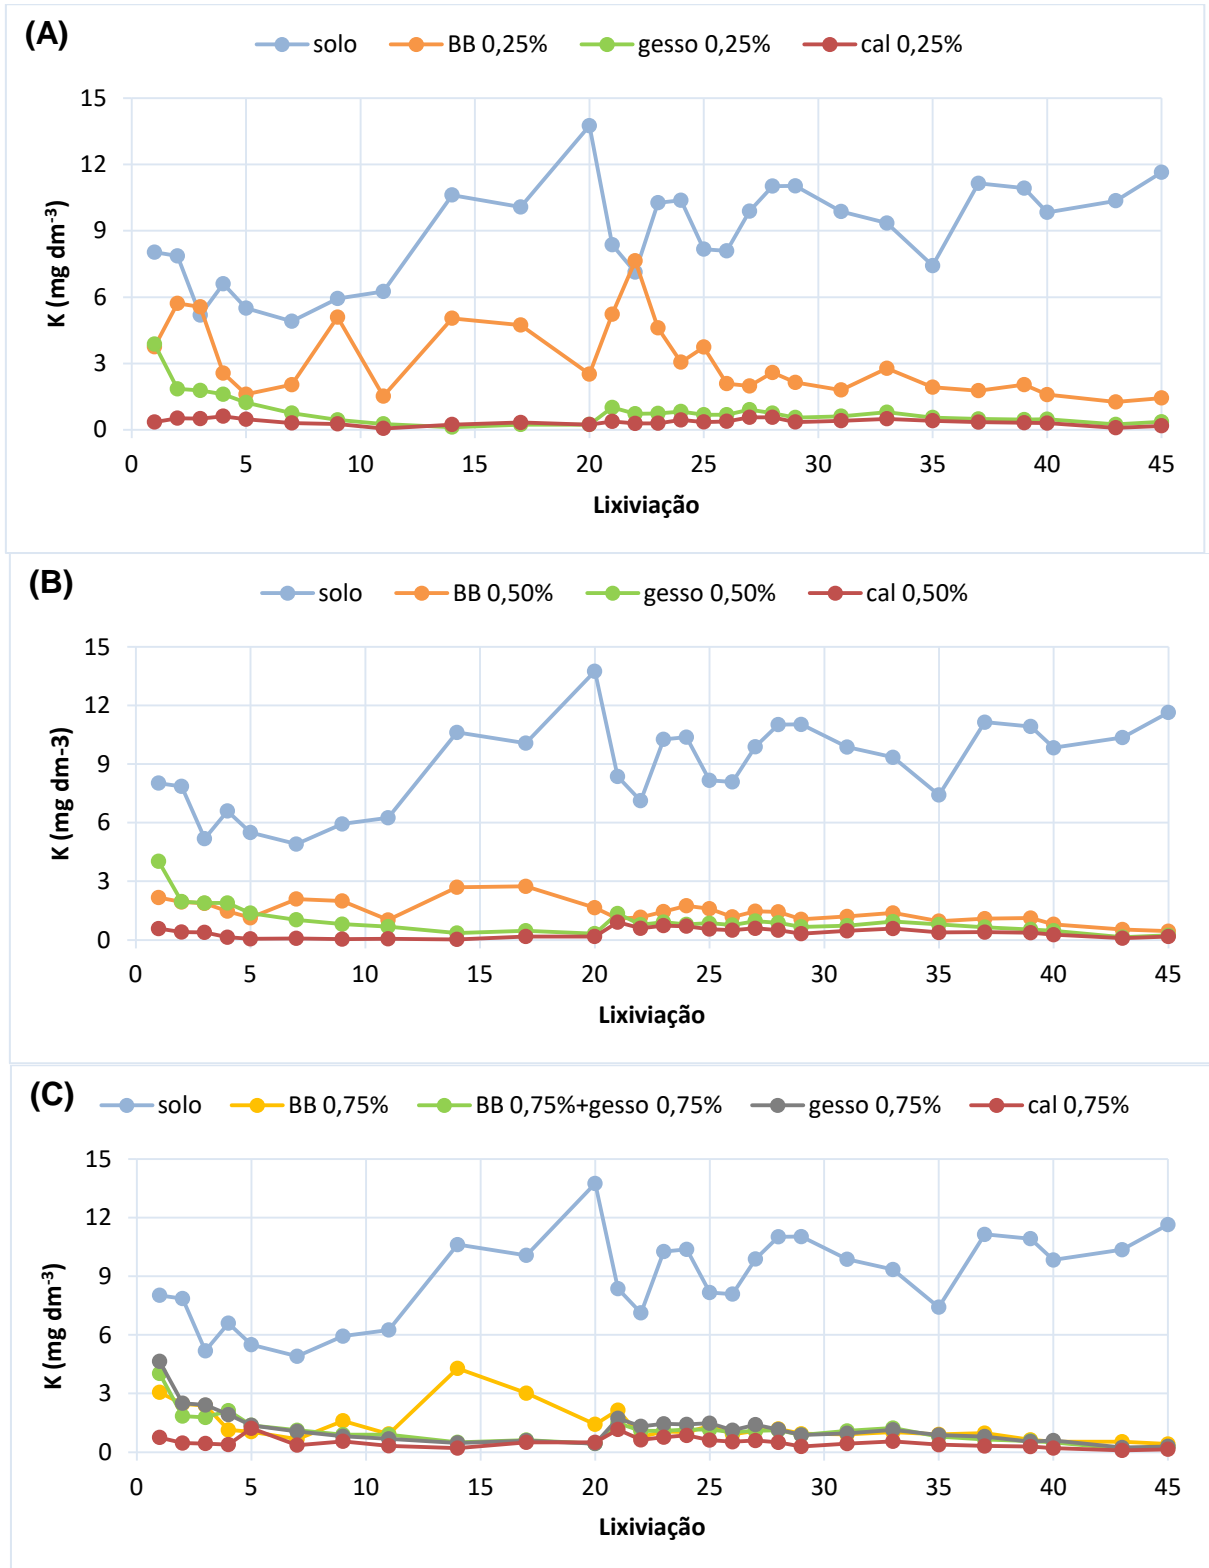 (A)
solo BB 0,25% gesso 0,25% cal 0,25%
15
12
9
6
3
0
K (mg dm⁻³)
0 5 10 15 20 25 30 35 40 45
Lixiviação
(B)
solo BB 0,50% gesso 0,50% cal 0,50%
15
12
9
6
3
0
K (mg dm-3)
0 5 10 15 20 25 30 35 40 45
Lixiviação
(C)
solo BB 0,75% BB 0,75%+gesso 0,75% gesso 0,75% cal 0,75%
15
12
9
6
3
0
K (mg dm⁻³)
0 5 10 15 20 25 30 35 40 45
Lixiviação